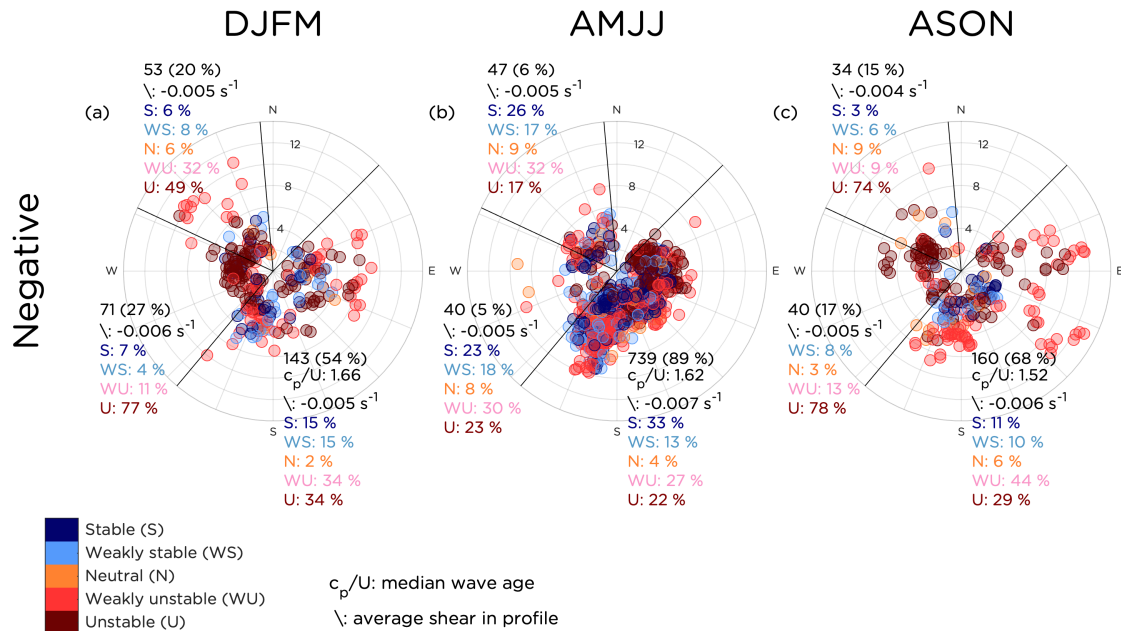 DJFM
AMJJ
ASON
Negative
(a)
53 (20 %)
\: -0.005 s-1
S: 6 %
WS: 8 %
N: 6 %
WU: 32 %
U: 49 %
N
12
8
4
W
E
S
71 (27 %)
\: -0.006 s-1
S: 7 %
WS: 4 %
WU: 11 %
U: 77 %
143 (54 %)
cp/U: 1.66
\: -0.005 s-1
S: 15 %
WS: 15 %
N: 2 %
WU: 34 %
U: 34 %
(b)
47 (6 %)
\: -0.005 s-1
S: 26 %
WS: 17 %
N: 9 %
WU: 32 %
U: 17 %
N
12
8
4
W
E
S
40 (5 %)
\: -0.005 s-1
S: 23 %
WS: 18 %
N: 8 %
WU: 30 %
U: 23 %
739 (89 %)
cp/U: 1.62
\: -0.007 s-1
S: 33 %
WS: 13 %
N: 4 %
WU: 27 %
U: 22 %
(c)
34 (15 %)
\: -0.004 s-1
S: 3 %
WS: 6 %
N: 9 %
WU: 9 %
U: 74 %
N
12
8
4
W
E
S
40 (17 %)
\: -0.005 s-1
WS: 8 %
N: 3 %
WU: 13 %
U: 78 %
160 (68 %)
cp/U: 1.52
\: -0.006 s-1
S: 11 %
WS: 10 %
N: 6 %
WU: 44 %
U: 29 %
Stable (S)
Weakly stable (WS)
Neutral (N)
Weakly unstable (WU)
Unstable (U)
cp/U: median wave age
\: average shear in profile